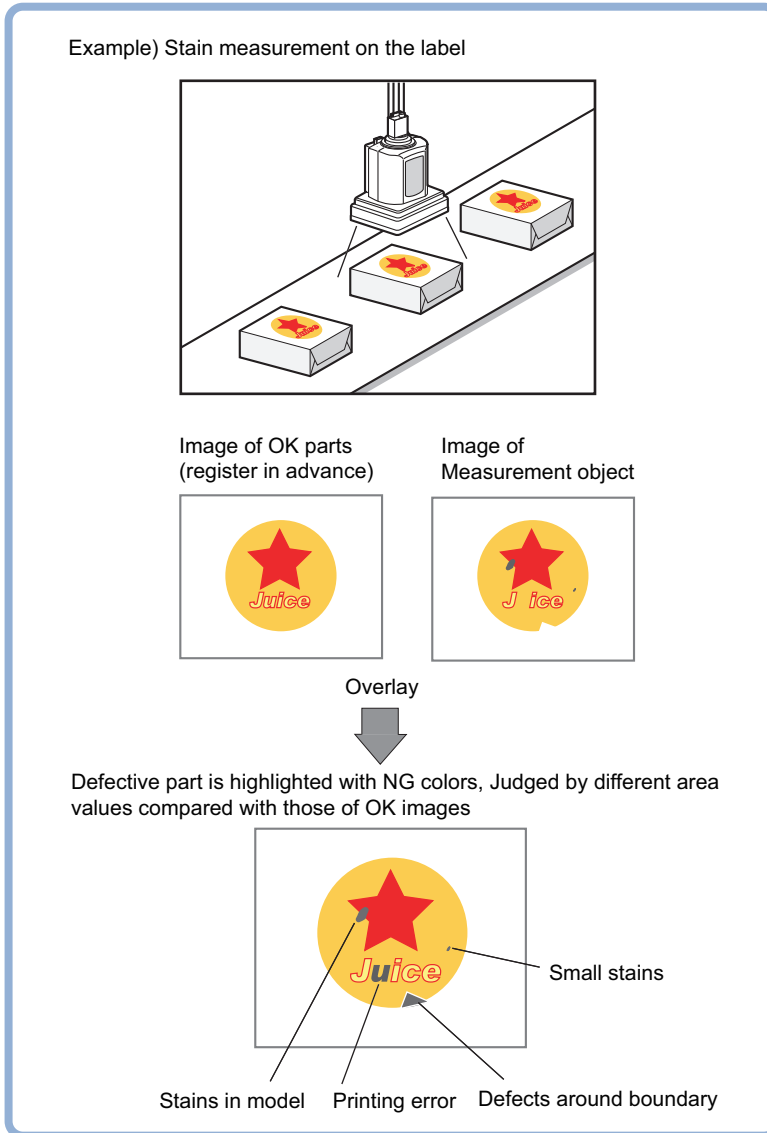 Example) Stain measurement on the label
Juice
Juice
Juice
Image of OK parts
(register in advance)
Image of
Measurement object
Juice
J ice
Overlay
Defective part is highlighted with NG colors, Judged by different area
values compared with those of OK images
Juice
Small stains
Stains in model
Printing error
Defects around boundary